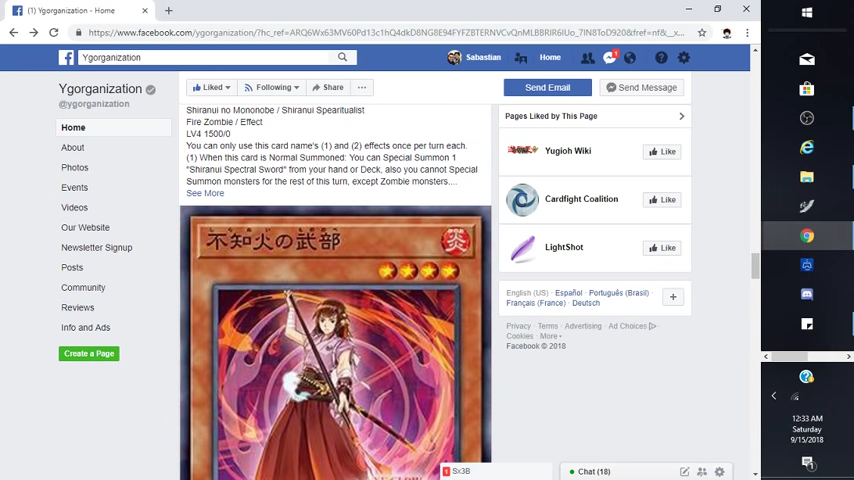 (1) Ygorganization - Home
https://www.facebook.com/ygorganization/?hc_ref=ARQ6Wx63MV60Pd13c1hQ4dkD8NG8E94FYFZBTERNVCvQnMLBBRIR6IUo_7IN8ToD920&fref=nf&__x...
Ygorganization
Sabastian
Home
1
Ygorganization
@ygorganization
Liked
Following
Share
Send Email
Send Message
Home
About
Photos
Events
Videos
Our Website
Newsletter Signup
Posts
Community
Reviews
Info and Ads
Create a Page
Shiranui no Mononobe / Shiranui Spearitualist
Fire Zombie / Effect
LV4 1500/0
You can only use this card name's (1) and (2) effects once per turn each.
(1) When this card is Normal Summoned: You can Special Summon 1
"Shiranui Spectral Sword" from your hand or Deck, also you cannot Special
Summon monsters for the rest of this turn, except Zombie monsters....
See More
不知火の武部
炎
Pages Liked by This Page
Yugioh Wiki
Like
Cardfight Coalition
Like
LightShot
Like
English (US) · Español · Português (Brasil) ·
Français (France) · Deutsch
Privacy · Terms · Advertising · Ad Choices
Cookies · More
Facebook © 2018
Sx3B
Chat (18)
12:33 AM
Saturday
9/15/2018
1